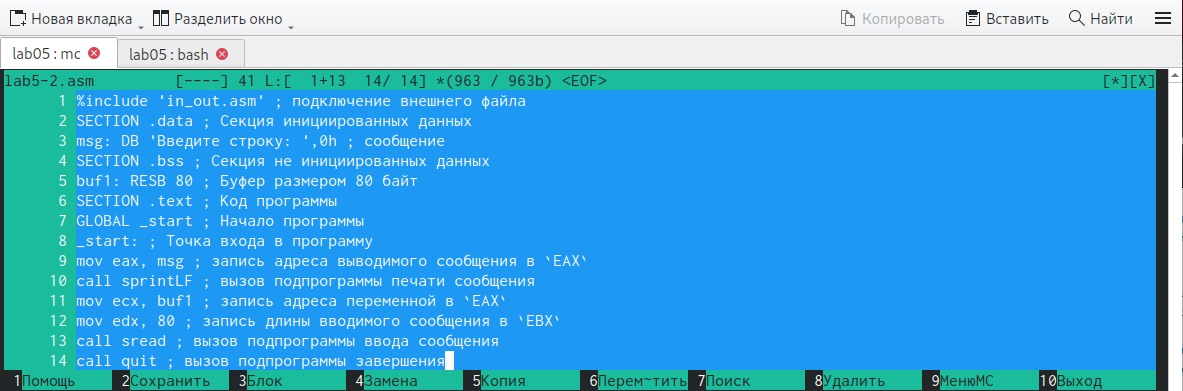 Новая вкладка Разделить окно Копировать Вставить Найти
lab05 : mc lab05 : bash
lab5-2.asm [----] 41 L:[ 1+13 14/ 14] *(963 / 963b) <EOF> [*][X]
1 %include 'in_out.asm' ; подключение внешнего файла
2 SECTION .data ; Секция инициированных данных
3 msg: DB 'Введите строку: ',0h ; сообщение
4 SECTION .bss ; Секция не инициированных данных
5 buf1: RESB 80 ; Буфер размером 80 байт
6 SECTION .text ; Код программы
7 GLOBAL _start ; Начало программы
8 _start: ; Точка входа в программу
9 mov eax, msg ; запись адреса выводимого сообщения в `EAX`
10 call sprintLF ; вызов подпрограммы печати сообщения
11 mov ecx, buf1 ; запись адреса переменной в `EAX`
12 mov edx, 80 ; запись длины вводимого сообщения в `EBX`
13 call sread ; вызов подпрограммы ввода сообщения
14 call quit ; вызов подпрограммы завершения
1Помощь 2Сохранить 3Блок 4Замена 5Копия 6Перем~тить 7Поиск 8Удалить 9МенюМС 10Выход